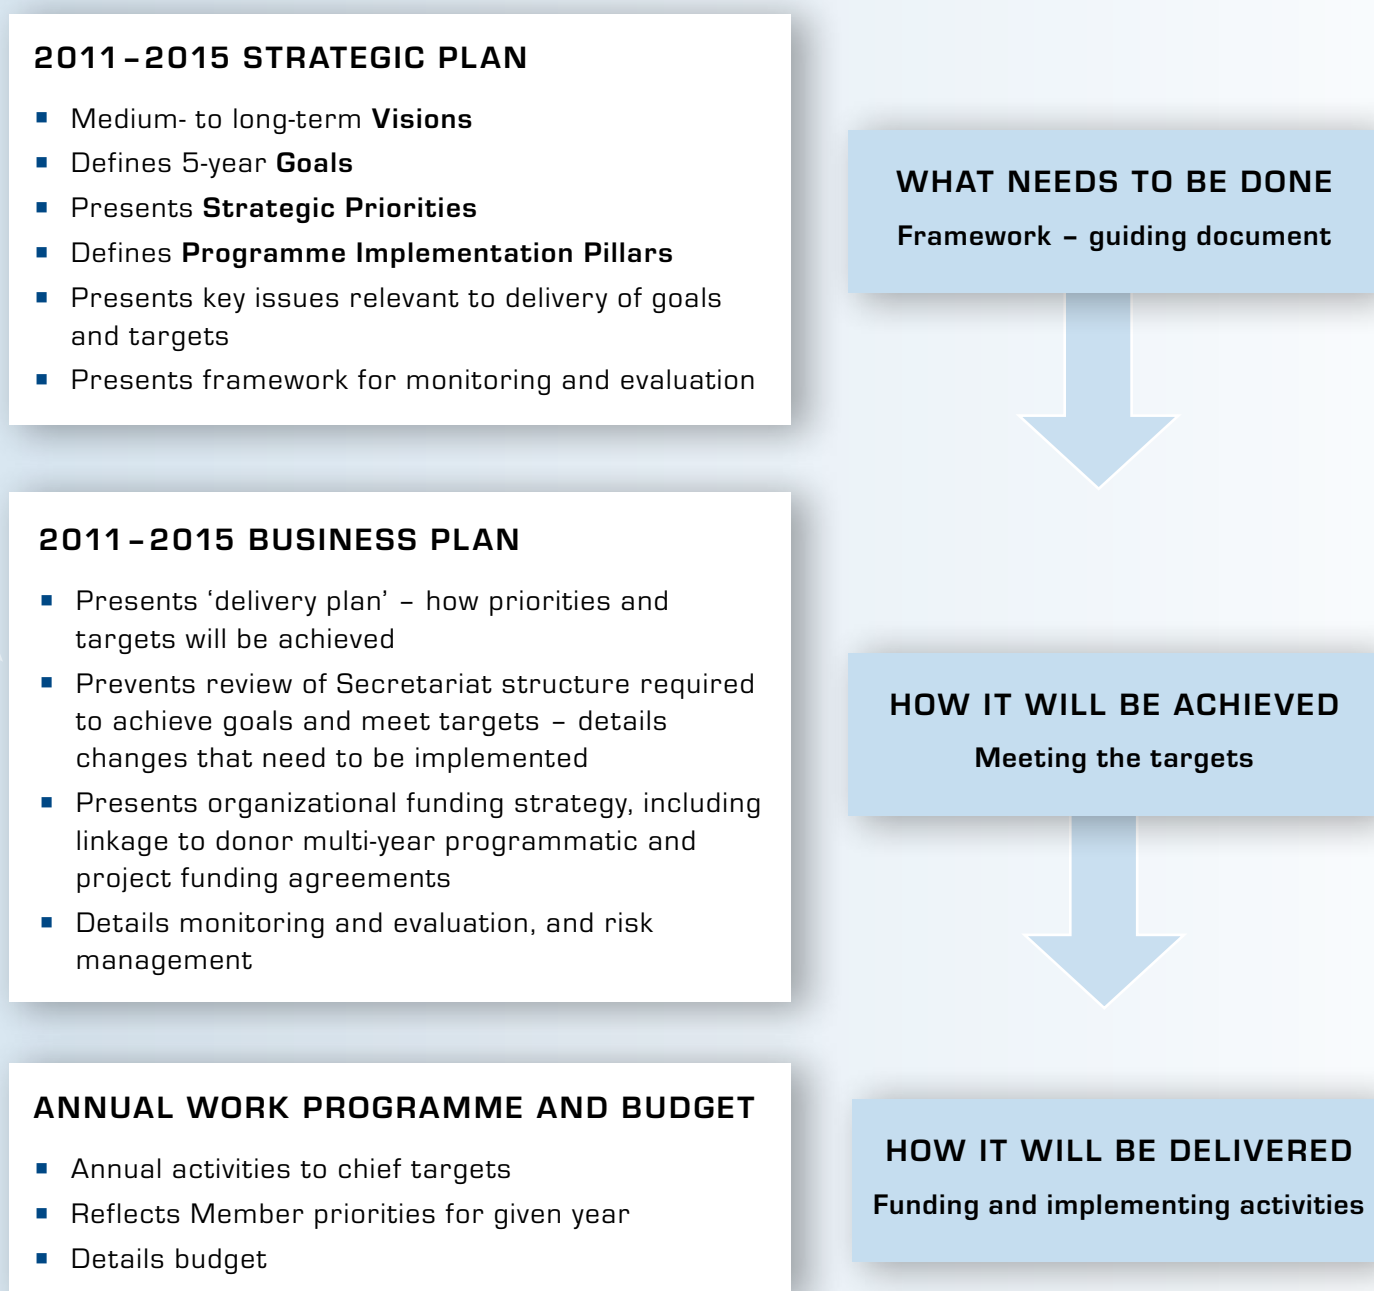 2011–2015 STRATEGIC PLAN
▪ Medium- to long-term Visions
▪ Defines 5-year Goals
▪ Presents Strategic Priorities
▪ Defines Programme Implementation Pillars
▪ Presents key issues relevant to delivery of goals
and targets
▪ Presents framework for monitoring and evaluation
WHAT NEEDS TO BE DONE
Framework – guiding document
2011–2015 BUSINESS PLAN
▪ Presents ‘delivery plan’ – how priorities and
targets will be achieved
▪ Prevents review of Secretariat structure required
to achieve goals and meet targets – details
changes that need to be implemented
▪ Presents organizational funding strategy, including
linkage to donor multi-year programmatic and
project funding agreements
▪ Details monitoring and evaluation, and risk
management
HOW IT WILL BE ACHIEVED
Meeting the targets
ANNUAL WORK PROGRAMME AND BUDGET
▪ Annual activities to chief targets
▪ Reflects Member priorities for given year
▪ Details budget
HOW IT WILL BE DELIVERED
Funding and implementing activities